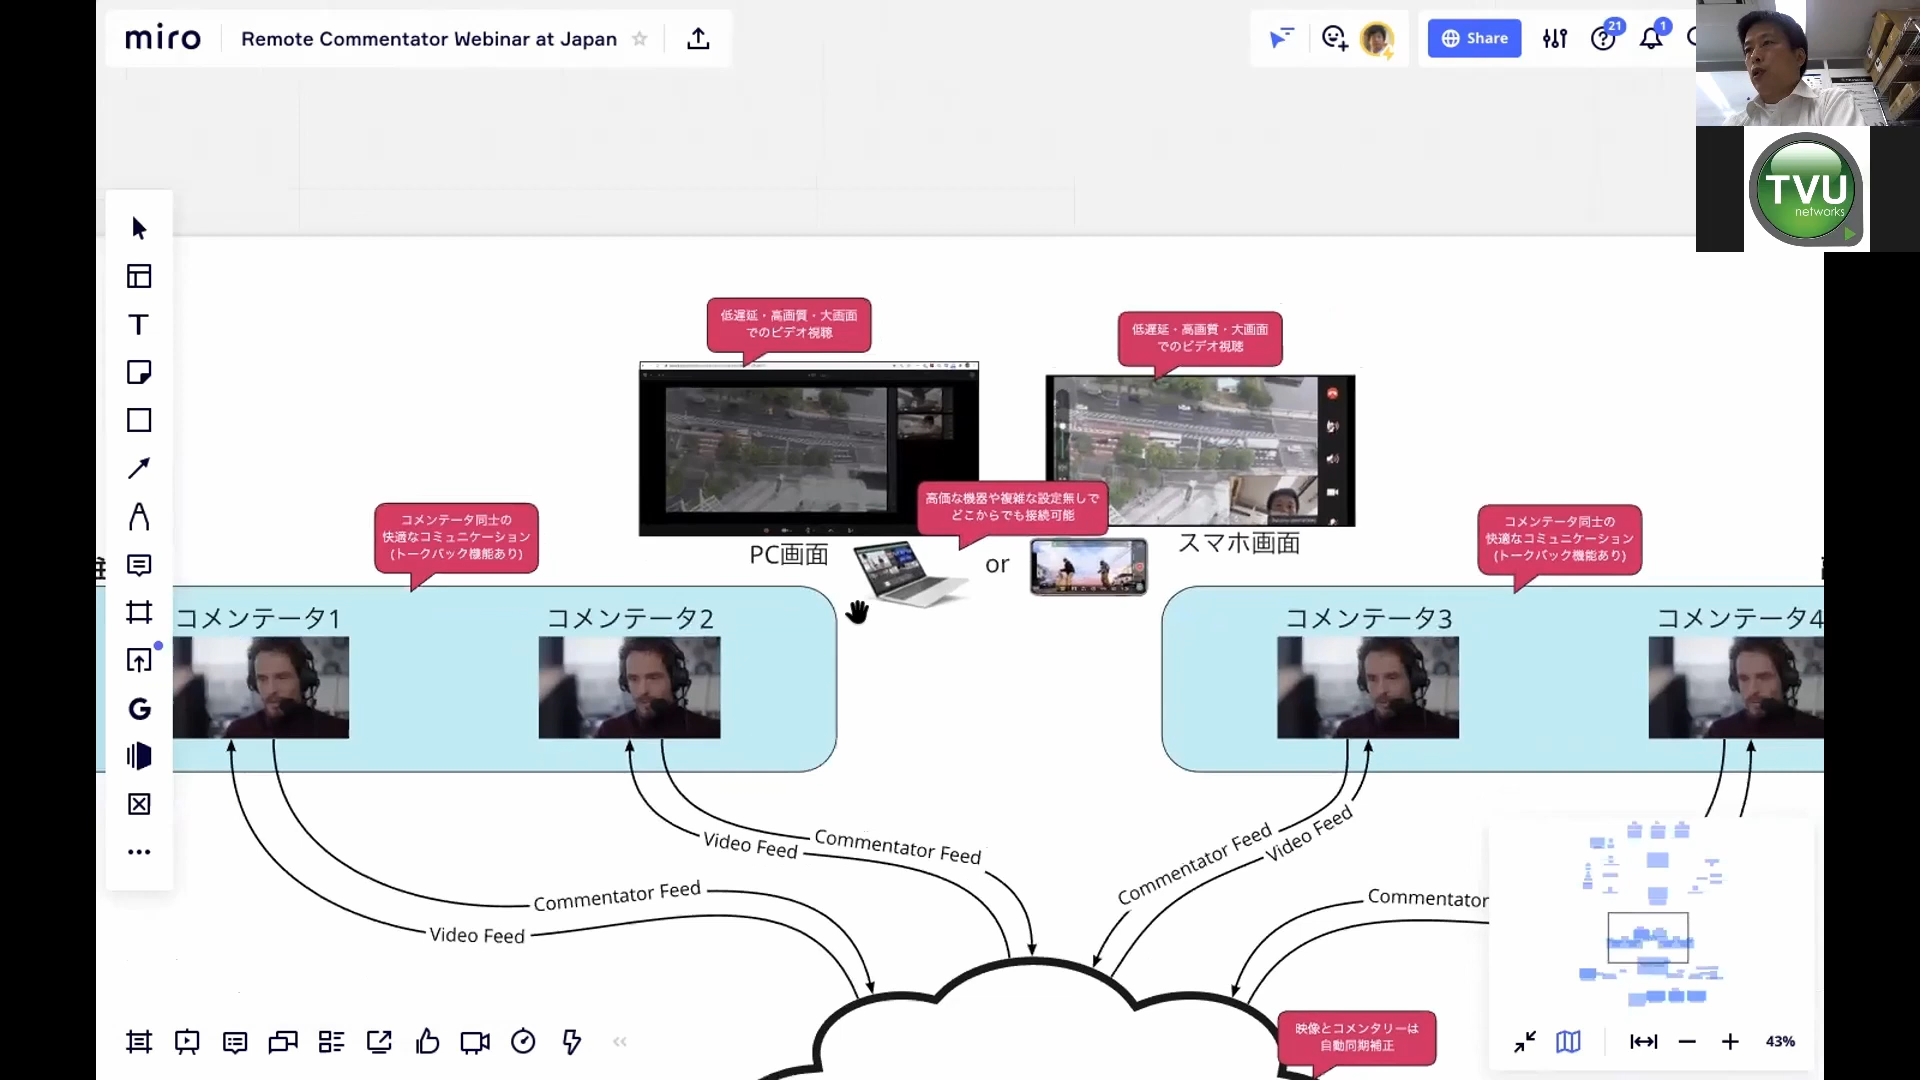 miro
Remote Commentator Webinar at Japan
Share
21
1
TVU
networks
低遅延・高画質・大画面
でのビデオ視聴
低遅延・高画質・大画面
でのビデオ視聴
高価な機器や複雑な設定無しで
どこからでも接続可能
PC画面
or
スマホ画面
コメンテータ同士の
快適なコミュニケーション
(トークバック機能あり)
コメンテータ同士の
快適なコミュニケーション
(トークバック機能あり)
コメンテータ1
コメンテータ2
コメンテータ3
コメンテータ4
Video Feed
Commentator Feed
Commentator Feed
Video Feed
Commentator Feed
Video Feed
Commentator
映像とコメンタリーは
自動同期補正
43%